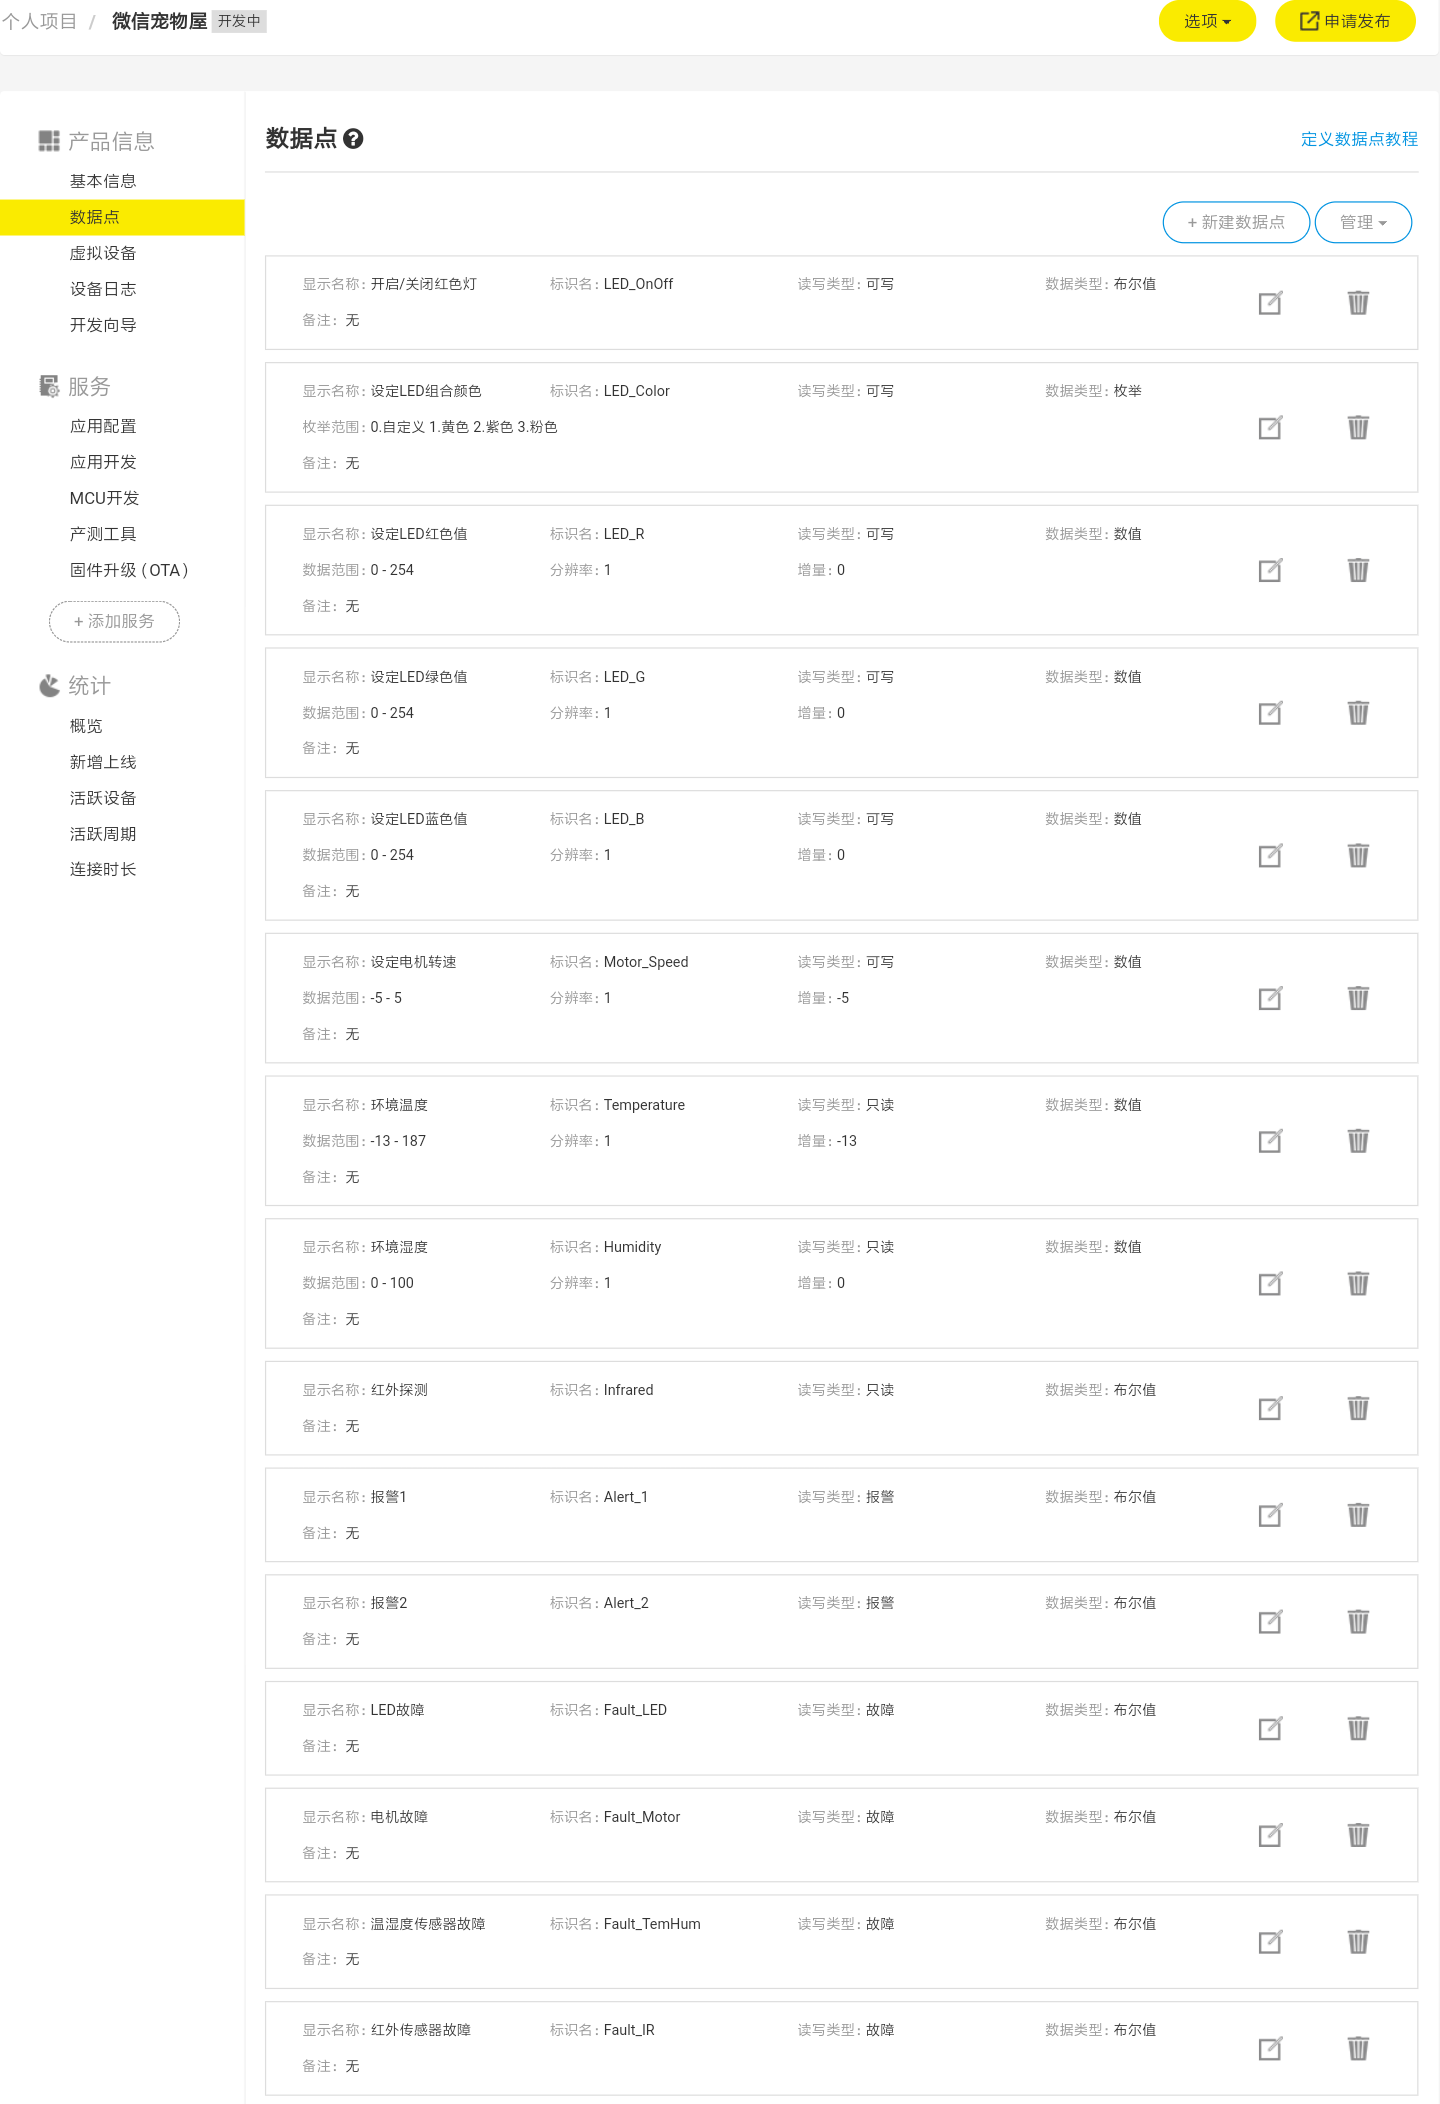 个人项目 / 微信宠物屋 开发中
选项 申请发布
产品信息
基本信息
数据点
虚拟设备
设备日志
开发向导
服务
应用配置
应用开发
MCU开发
产测工具
固件升级 ( OTA )
+ 添加服务
统计
概览
新增上线
活跃设备
活跃周期
连接时长
数据点 ?
定义数据点教程
+ 新建数据点 管理
显示名称: 开启/关闭红色灯 标识名: LED_OnOff 读写类型: 可写 数据类型: 布尔值
备注: 无
显示名称: 设定LED组合颜色 标识名: LED_Color 读写类型: 可写 数据类型: 枚举
枚举范围: 0.自定义 1.黄色 2.紫色 3.粉色
备注: 无
显示名称: 设定LED红色值 标识名: LED_R 读写类型: 可写 数据类型: 数值
数据范围: 0 - 254 分辨率: 1 增量: 0
备注: 无
显示名称: 设定LED绿色值 标识名: LED_G 读写类型: 可写 数据类型: 数值
数据范围: 0 - 254 分辨率: 1 增量: 0
备注: 无
显示名称: 设定LED蓝色值 标识名: LED_B 读写类型: 可写 数据类型: 数值
数据范围: 0 - 254 分辨率: 1 增量: 0
备注: 无
显示名称: 设定电机转速 标识名: Motor_Speed 读写类型: 可写 数据类型: 数值
数据范围: -5 - 5 分辨率: 1 增量: -5
备注: 无
显示名称: 环境温度 标识名: Temperature 读写类型: 只读 数据类型: 数值
数据范围: -13 - 187 分辨率: 1 增量: -13
备注: 无
显示名称: 环境湿度 标识名: Humidity 读写类型: 只读 数据类型: 数值
数据范围: 0 - 100 分辨率: 1 增量: 0
备注: 无
显示名称: 红外探测 标识名: Infrared 读写类型: 只读 数据类型: 布尔值
备注: 无
显示名称: 报警1 标识名: Alert_1 读写类型: 报警 数据类型: 布尔值
备注: 无
显示名称: 报警2 标识名: Alert_2 读写类型: 报警 数据类型: 布尔值
备注: 无
显示名称: LED故障 标识名: Fault_LED 读写类型: 故障 数据类型: 布尔值
备注: 无
显示名称: 电机故障 标识名: Fault_Motor 读写类型: 故障 数据类型: 布尔值
备注: 无
显示名称: 温湿度传感器故障 标识名: Fault_TemHum 读写类型: 故障 数据类型: 布尔值
备注: 无
显示名称: 红外传感器故障 标识名: Fault_IR 读写类型: 故障 数据类型: 布尔值
备注: 无